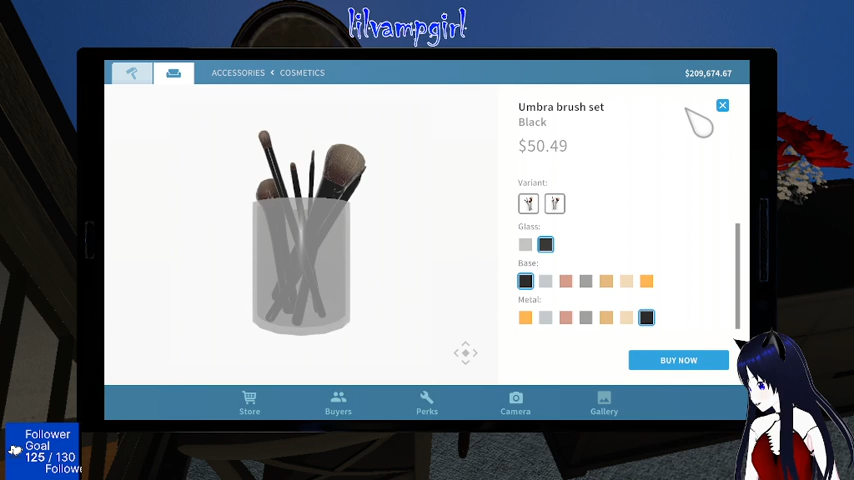 lilvampgirl
ACCESSORIES < COSMETICS
$209,674.67
Umbra brush set
Black
$50.49
Variant:
Glass:
Base:
Metal:
BUY NOW
Store
Buyers
Perks
Camera
Gallery
Follower
Goal
125 / 130
Followe